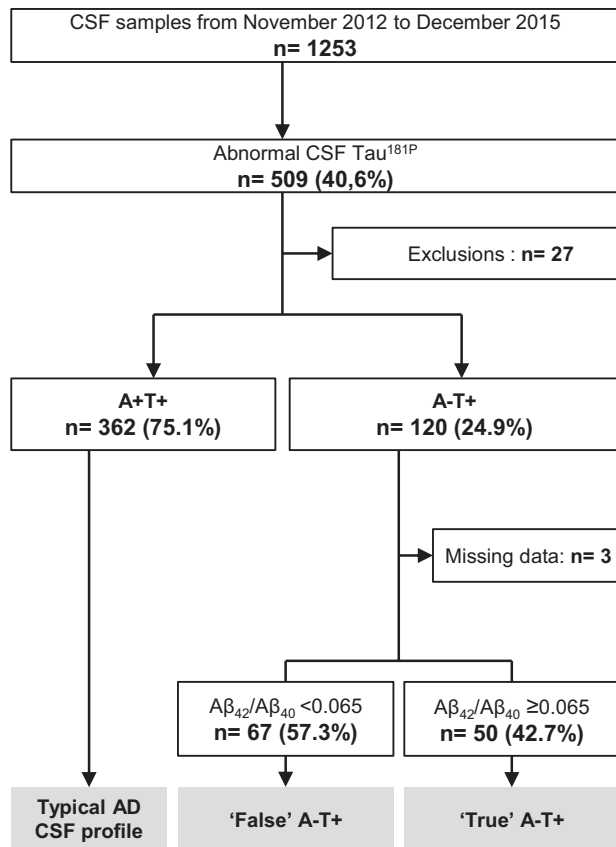 CSF samples from November 2012 to December 2015
n= 1253
Abnormal CSF Tau¹⁸¹ᴾ
n= 509 (40,6%)
Exclusions : n= 27
A+T+
n= 362 (75.1%)
A-T+
n= 120 (24.9%)
Missing data: n= 3
Aβ₄₂/Aβ₄₀ <0.065
n= 67 (57.3%)
Aβ₄₂/Aβ₄₀ ≥0.065
n= 50 (42.7%)
Typical AD
CSF profile
‘False’ A-T+
‘True’ A-T+